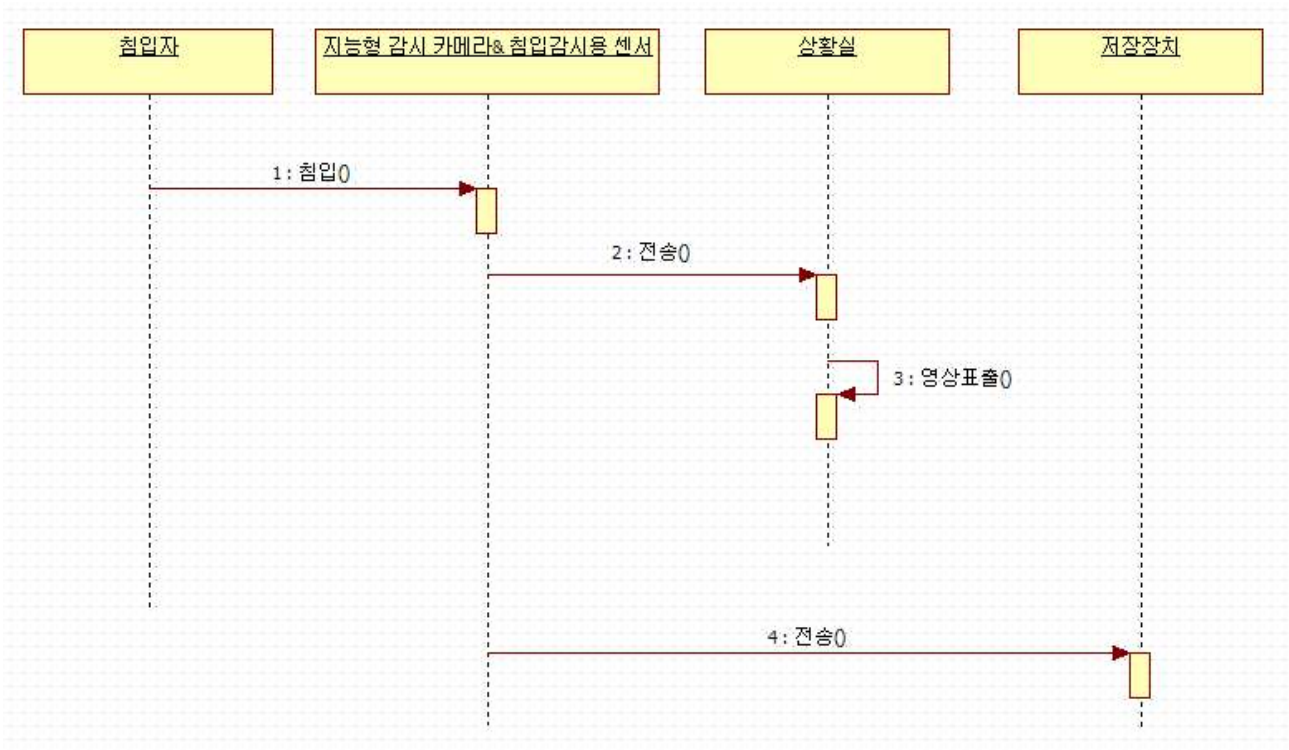 침입자
지능형 감시 카메라& 침입감시용 센서
상황실
저장장치
1 : 침입()
2 : 전송()
3 : 영상표출()
4 : 전송()